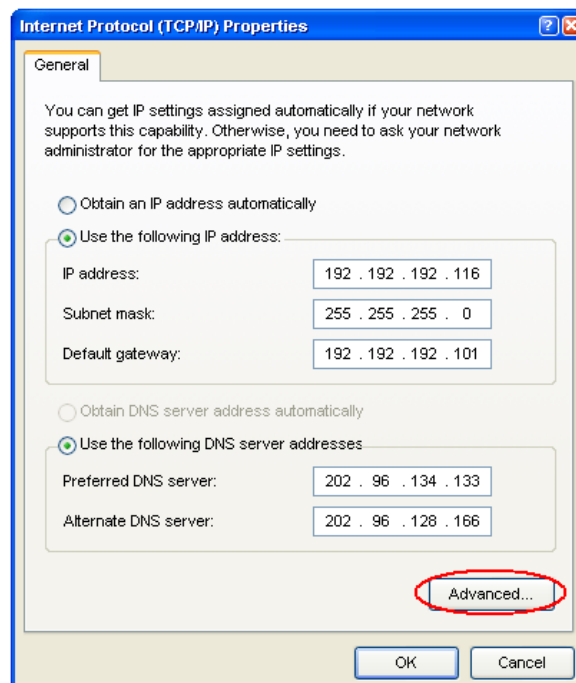 Internet Protocol (TCP/IP) Properties
General
You can get IP settings assigned automatically if your network
supports this capability. Otherwise, you need to ask your network
administrator for the appropriate IP settings.
Obtain an IP address automatically
Use the following IP address:
IP address: 192 . 192 . 192 . 116
Subnet mask: 255 . 255 . 255 . 0
Default gateway: 192 . 192 . 192 . 101
Obtain DNS server address automatically
Use the following DNS server addresses
Preferred DNS server: 202 . 96 . 134 . 133
Alternate DNS server: 202 . 96 . 128 . 166
Advanced...
OK Cancel